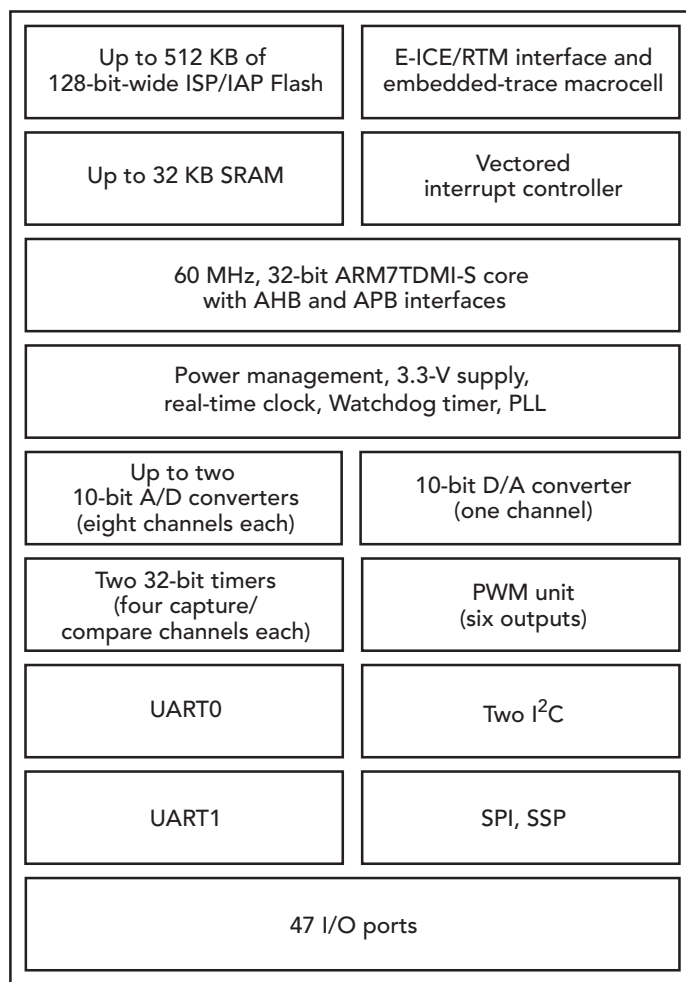 Up to 512 KB of
128-bit-wide ISP/IAP Flash
E-ICE/RTM interface and
embedded-trace macrocell
Up to 32 KB SRAM
Vectored
interrupt controller
60 MHz, 32-bit ARM7TDMI-S core
with AHB and APB interfaces
Power management, 3.3-V supply,
real-time clock, Watchdog timer, PLL
Up to two
10-bit A/D converters
(eight channels each)
10-bit D/A converter
(one channel)
Two 32-bit timers
(four capture/
compare channels each)
PWM unit
(six outputs)
UART0
Two I²C
UART1
SPI, SSP
47 I/O ports